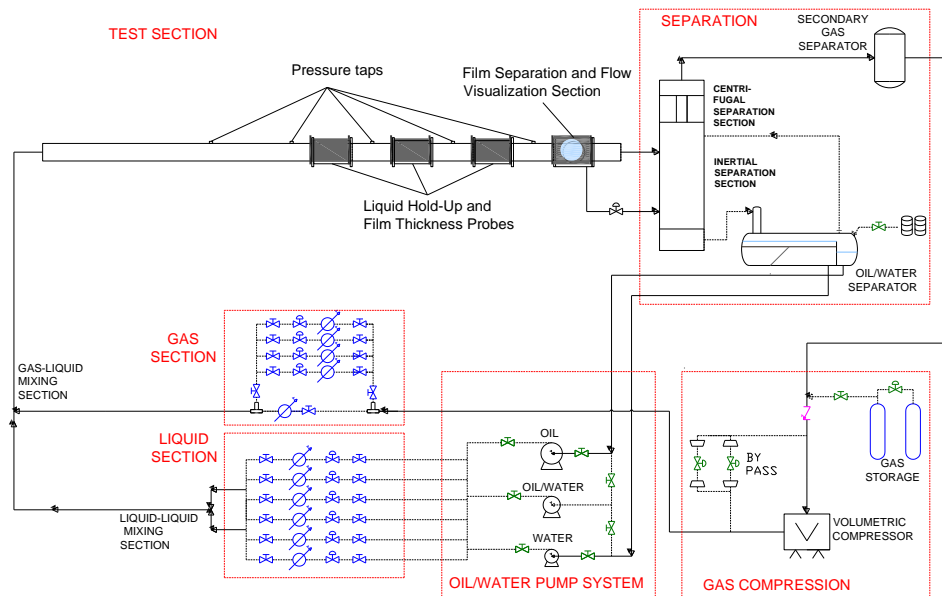 TEST SECTION
SEPARATION
SECONDARY
GAS
SEPARATOR
Pressure taps
Film Separation and Flow
Visualization Section
CENTRI-
FUGAL
SEPARATION
SECTION
INERTIAL
SEPARATION
SECTION
Liquid Hold-Up and
Film Thickness Probes
OIL/WATER
SEPARATOR
GAS
SECTION
GAS-LIQUID
MIXING
SECTION
LIQUID
SECTION
LIQUID-LIQUID
MIXING
SECTION
OIL
OIL/WATER
WATER
OIL/WATER PUMP SYSTEM
BY
PASS
GAS
STORAGE
VOLUMETRIC
COMPRESSOR
GAS COMPRESSION